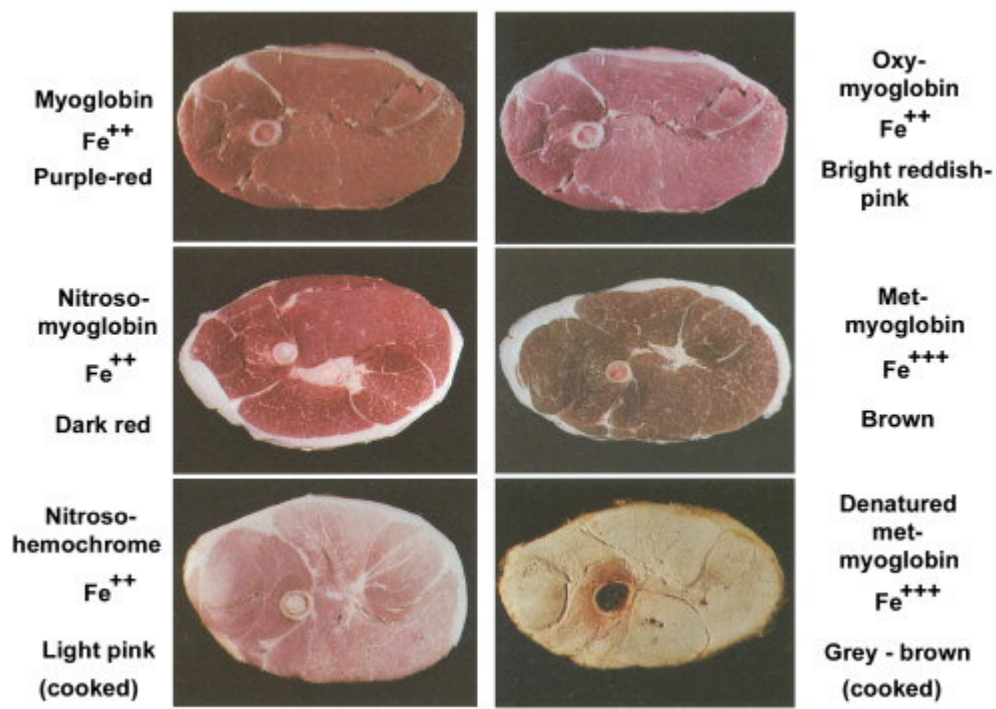 Myoglobin
Fe++
Purple-red
Oxy-
myoglobin
Fe++
Bright reddish-
pink
Nitroso-
myoglobin
Fe++
Dark red
Met-
myoglobin
Fe+++
Brown
Nitroso-
hemochrome
Fe++
Light pink
(cooked)
Denatured
met-
myoglobin
Fe+++
Grey - brown
(cooked)